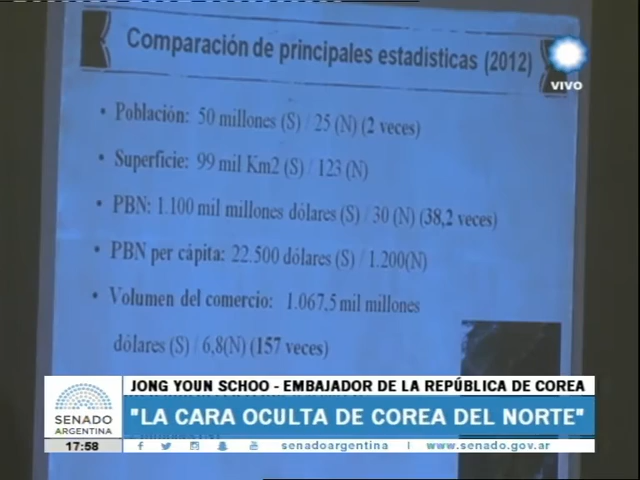 Comparación de principales estadísticas (2012)
VIVO
• Población: 50 millones (S) / 25 (N) (2 veces)
• Superficie: 99 mil Km2 (S) / 123 (N)
• PBN: 1.100 mil millones dólares (S) / 30 (N) (38,2 veces)
• PBN per cápita: 22.500 dólares (S) / 1.200(N)
• Volumen del comercio: 1.067,5 mil millones
dólares (S) / 6,8(N) (157 veces)
JONG YOUN SCHOO - EMBAJADOR DE LA REPÚBLICA DE COREA
"LA CARA OCULTA DE COREA DEL NORTE"
SENADO
ARGENTINA
17:58
senadoargentina | www.senado.gov.ar